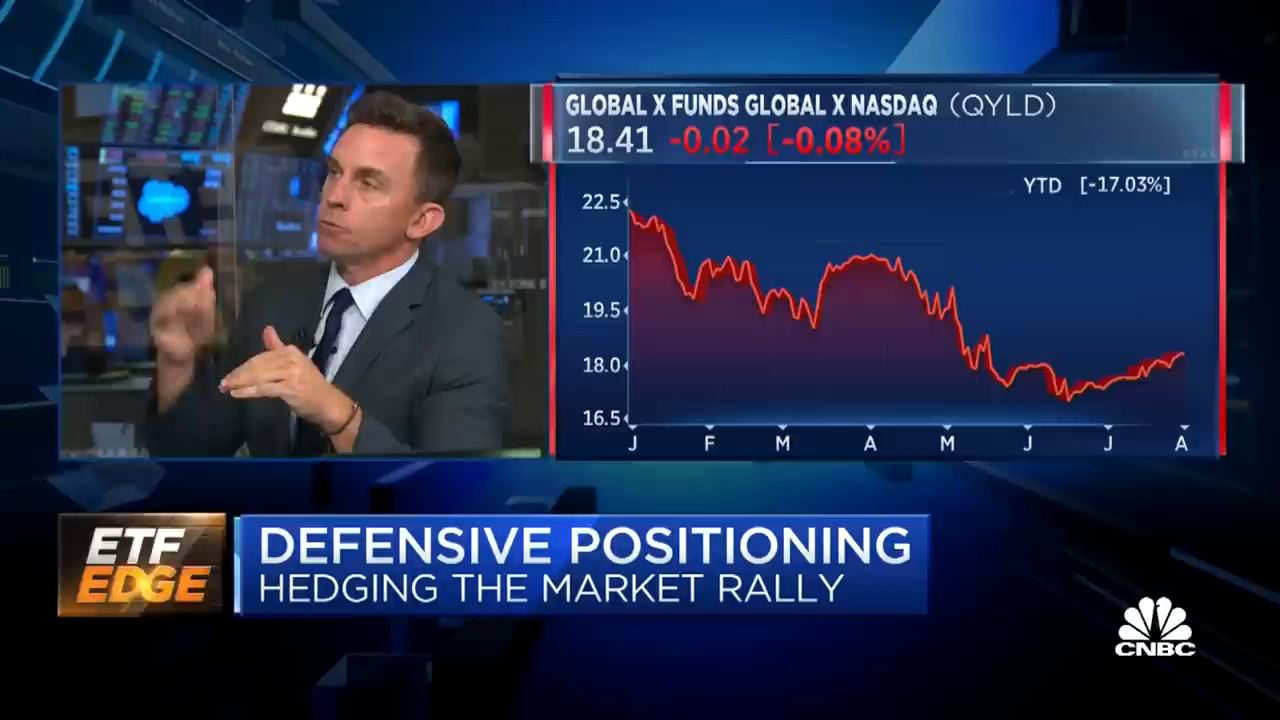 GLOBAL X FUNDS GLOBAL X NASDAQ (QYLD)
18.41 -0.02 [-0.08%]
YTD [-17.03%]
22.5
21.0
19.5
18.0
16.5
J F M A M J J A
ETF
EDGE
DEFENSIVE POSITIONING
HEDGING THE MARKET RALLY
CNBC